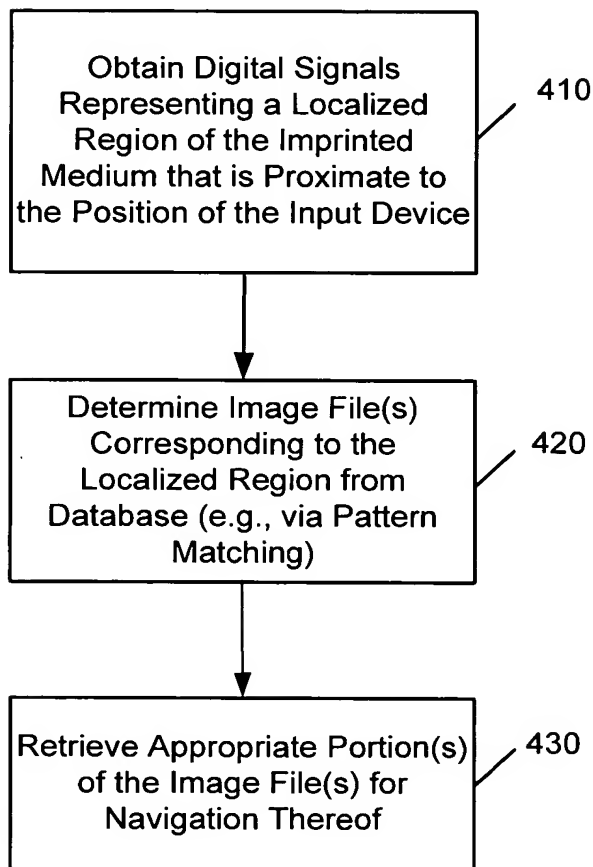 Obtain Digital Signals
Representing a Localized
Region of the Imprinted
Medium that is Proximate to
the Position of the Input Device
410
Determine Image File(s)
Corresponding to the
Localized Region from
Database (e.g., via Pattern
Matching)
420
Retrieve Appropriate Portion(s)
of the Image File(s) for
Navigation Thereof
430